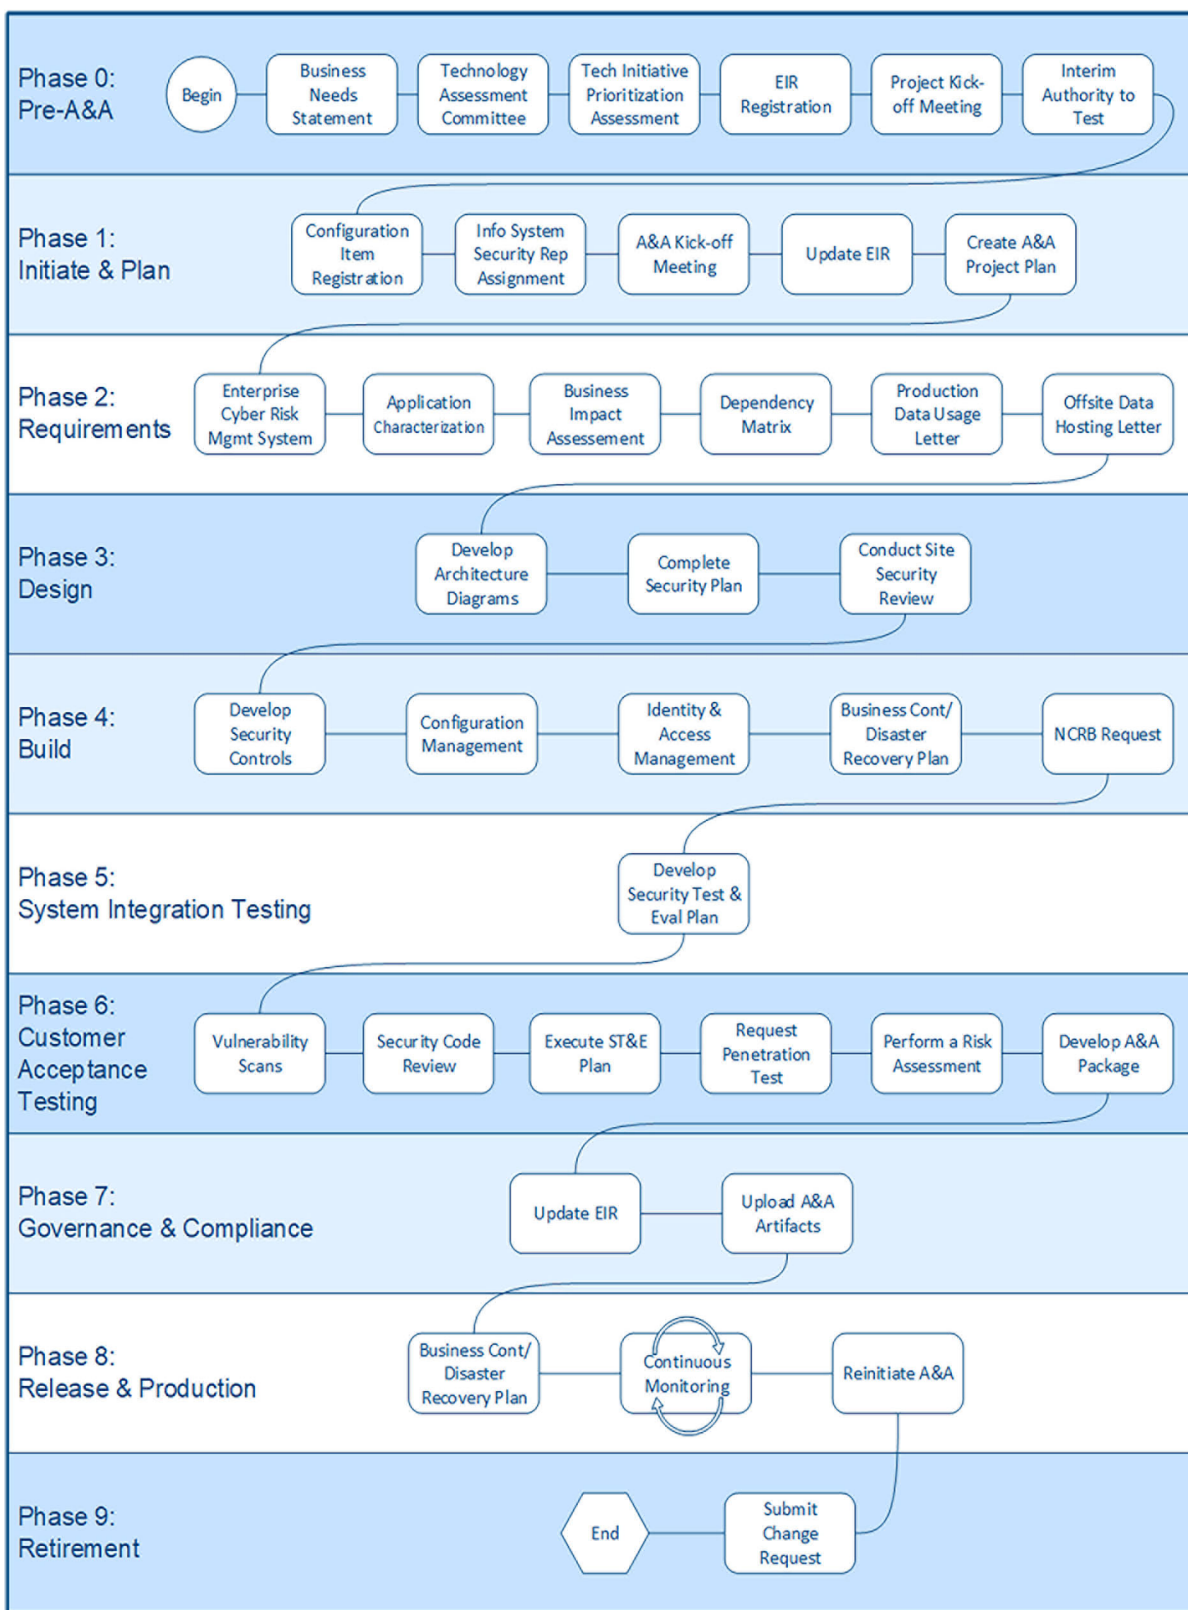 Phase 0:
Pre-A&A
Begin
Business
Needs
Statement
Technology
Assessment
Committee
Tech Initiative
Prioritization
Assessment
EIR
Registration
Project Kick-
off Meeting
Interim
Authority to
Test
Phase 1:
Initiate & Plan
Configuration
Item
Registration
Info System
Security Rep
Assignment
A&A Kick-off
Meeting
Update EIR
Create A&A
Project Plan
Phase 2:
Requirements
Enterprise
Cyber Risk
Mgmt System
Application
Characterization
Business
Impact
Assessement
Dependency
Matrix
Production
Data Usage
Letter
Offsite Data
Hosting Letter
Phase 3:
Design
Develop
Architecture
Diagrams
Complete
Security Plan
Conduct Site
Security
Review
Phase 4:
Build
Develop
Security
Controls
Configuration
Management
Identity &
Access
Management
Business Cont/
Disaster
Recovery Plan
NCRB Request
Phase 5:
System Integration Testing
Develop
Security Test &
Eval Plan
Phase 6:
Customer
Acceptance
Testing
Vulnerability
Scans
Security Code
Review
Execute ST&E
Plan
Request
Penetration
Test
Perform a Risk
Assessment
Develop A&A
Package
Phase 7:
Governance & Compliance
Update EIR
Upload A&A
Artifacts
Phase 8:
Release & Production
Business Cont/
Disaster
Recovery Plan
Continuous
Monitoring
Reinitiate A&A
Phase 9:
Retirement
End
Submit
Change
Request